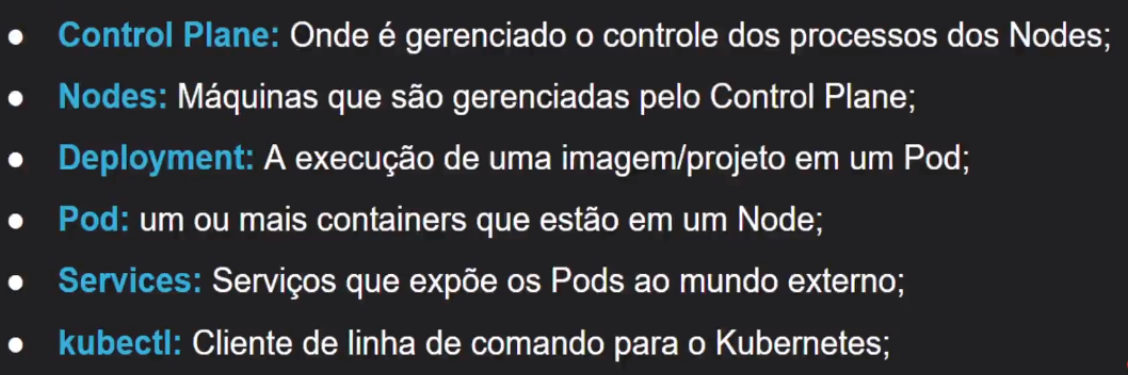 ● Control Plane: Onde é gerenciado o controle dos processos dos Nodes;
● Nodes: Máquinas que são gerenciadas pelo Control Plane;
● Deployment: A execução de uma imagem/projeto em um Pod;
● Pod: um ou mais containers que estão em um Node;
● Services: Serviços que expõe os Pods ao mundo externo;
● kubectl: Cliente de linha de comando para o Kubernetes;